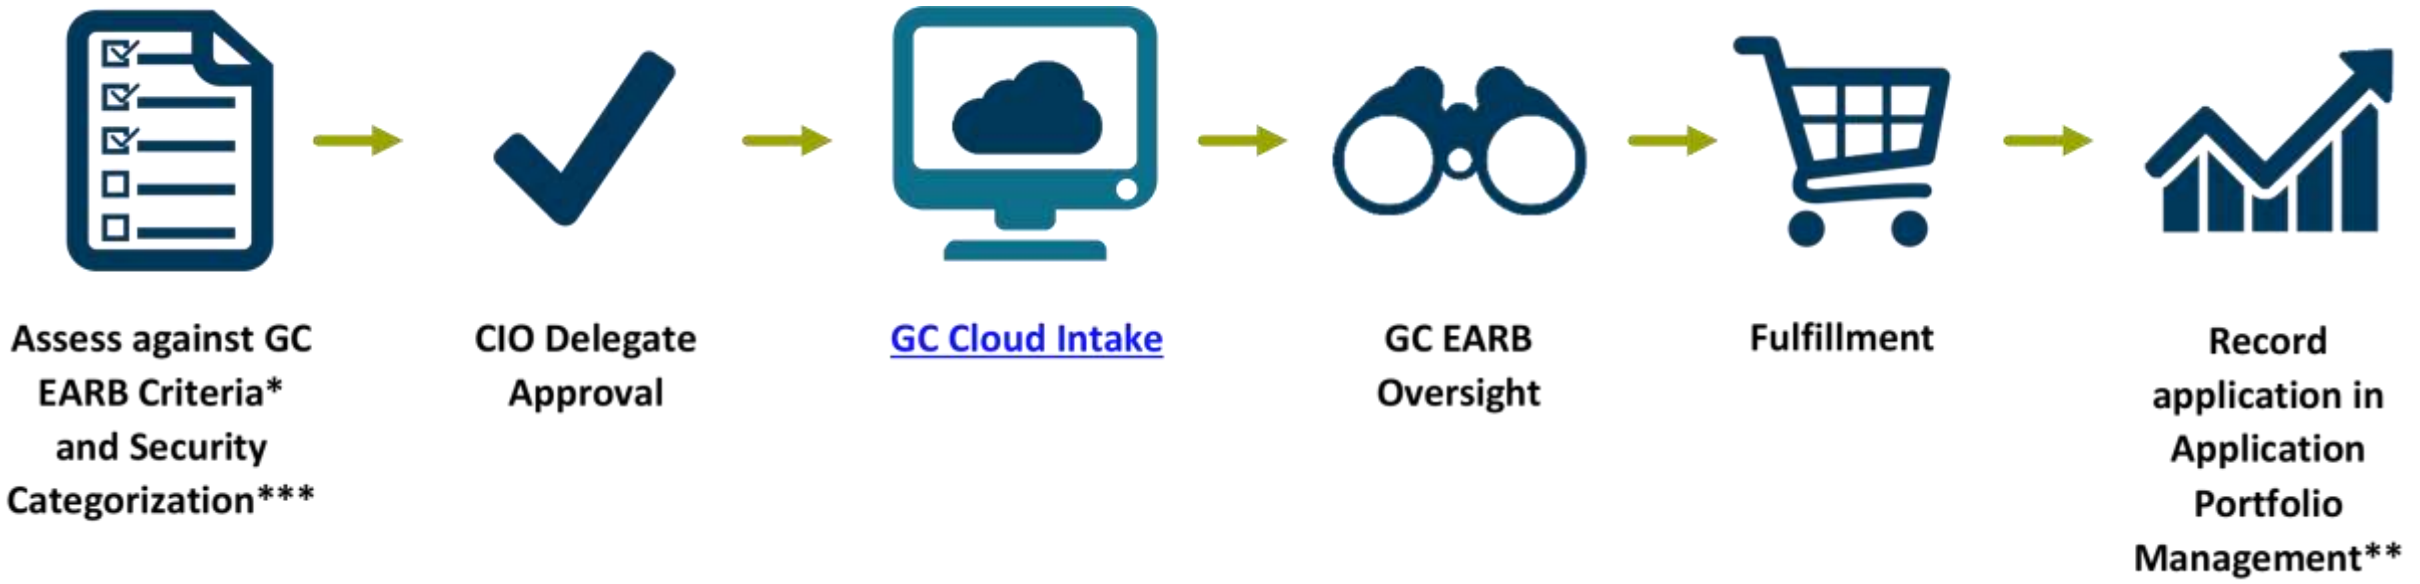 Assess against GC
EARB Criteria*
and Security
Categorization***
CIO Delegate
Approval
GC Cloud Intake
GC EARB
Oversight
Fulfillment
Record
application in
Application
Portfolio
Management**